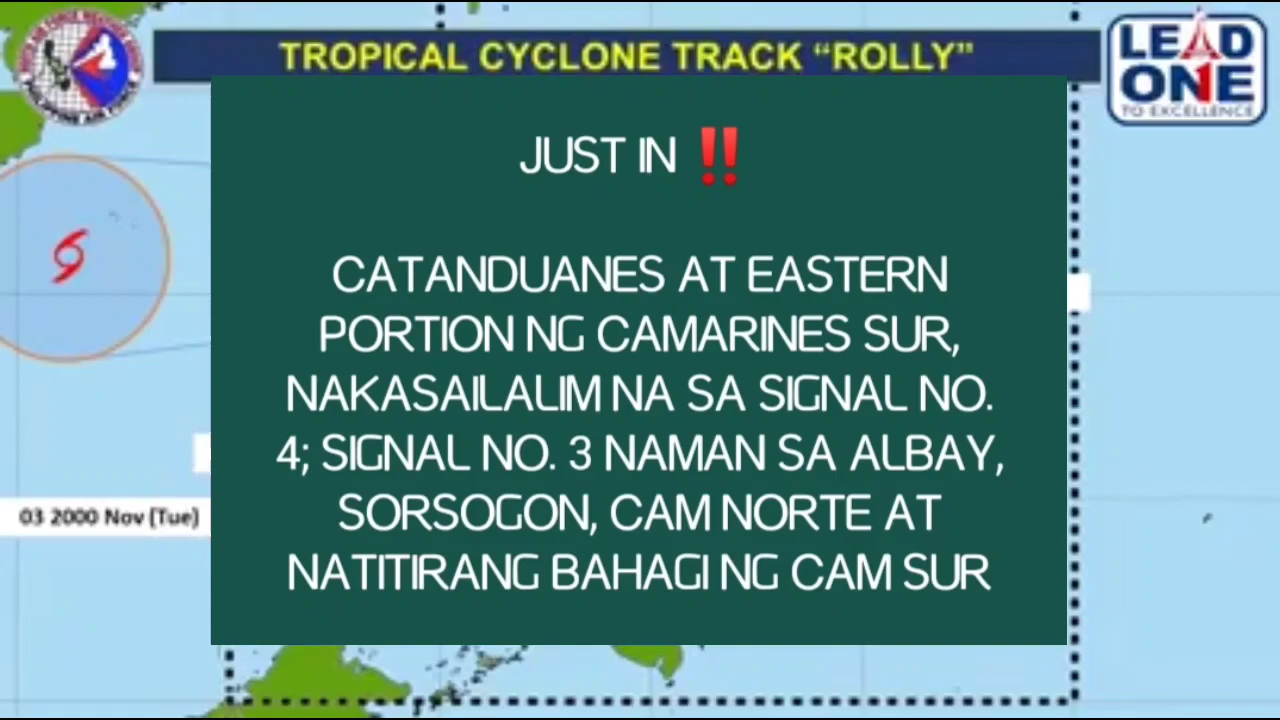 TROPICAL CYCLONE TRACK “ROLLY”
LEAD
ONE
TO EXCELLENCE
JUST IN ‼️
CATANDUANES AT EASTERN
PORTION NG CAMARINES SUR,
NAKASAILALIM NA SA SIGNAL NO.
4; SIGNAL NO. 3 NAMAN SA ALBAY,
SORSOGON, CAM NORTE AT
NATITIRANG BAHAGI NG CAM SUR
03 2000 Nov (Tue)